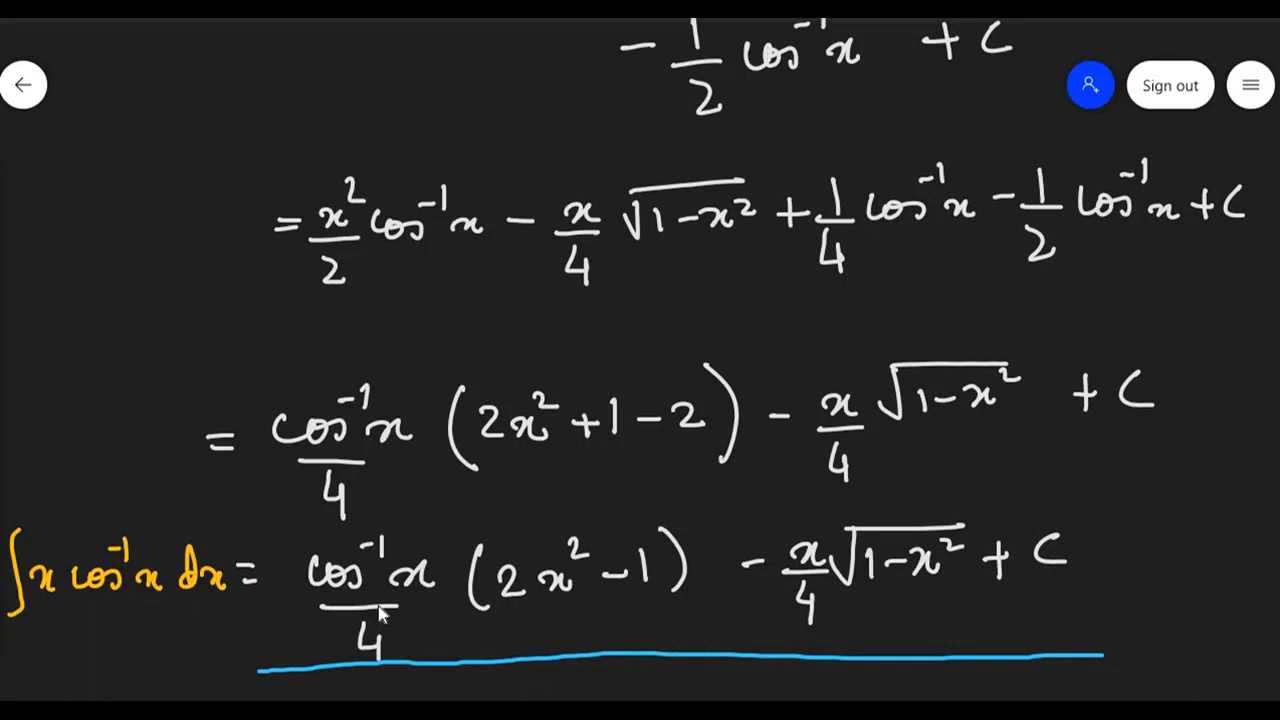 - 1/2 cos⁻¹x + C
Sign out
= x²/2 cos⁻¹x - x/4 √(1-x²) + 1/4 cos⁻¹x - 1/2 cos⁻¹x + C
= cos⁻¹x/4 (2x² + 1 - 2) - x/4 √(1-x²) + C
∫x cos⁻¹x dx = cos⁻¹x/4 (2x² - 1) - x/4 √(1-x²) + C